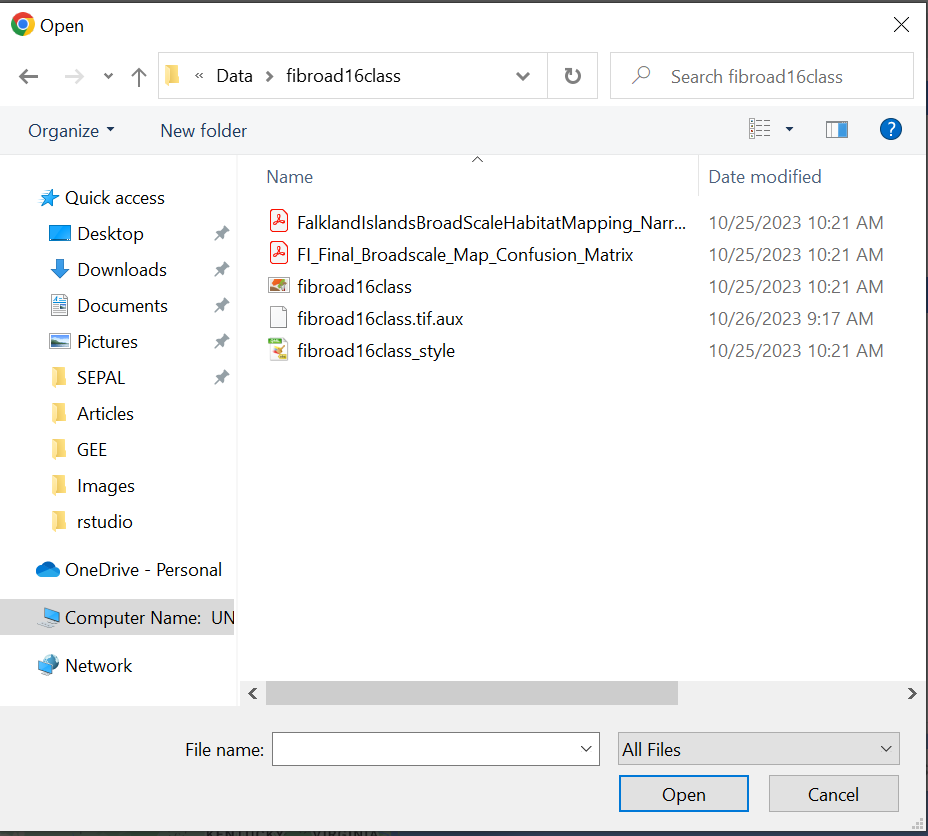 Open
« Data > fibroad16class
Search fibroad16class
Organize
New folder
?
Name
Date modified
FalklandIslandsBroadScaleHabitatMapping_Narr... 10/25/2023 10:21 AM
FI_Final_Broadscale_Map_Confusion_Matrix 10/25/2023 10:21 AM
fibroad16class 10/25/2023 10:21 AM
fibroad16class.tif.aux 10/26/2023 9:17 AM
fibroad16class_style 10/25/2023 10:21 AM
Quick access
Desktop
Downloads
Documents
Pictures
SEPAL
Articles
GEE
Images
rstudio
OneDrive - Personal
Computer Name: UN
Network
File name:
All Files
Open
Cancel
KENTUCKY VIRGINIA